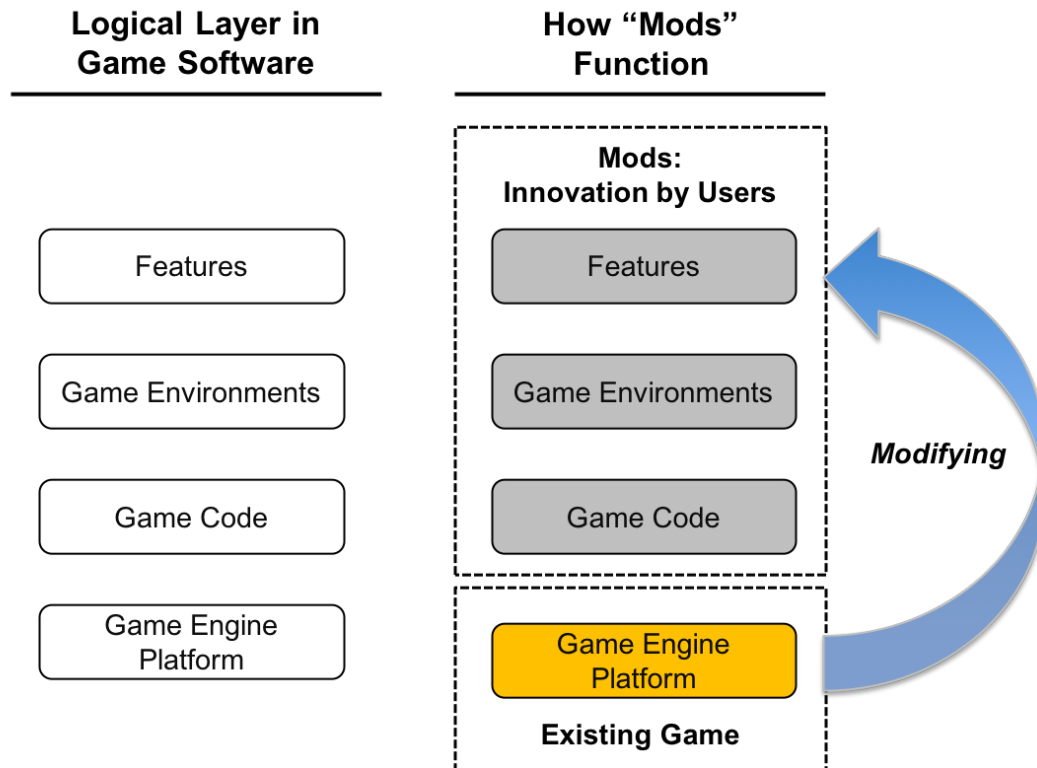 Logical Layer in
Game Software
Features
Game Environments
Game Code
Game Engine
Platform
How “Mods”
Function
Mods:
Innovation by Users
Features
Game Environments
Game Code
Game Engine
Platform
Existing Game
Modifying